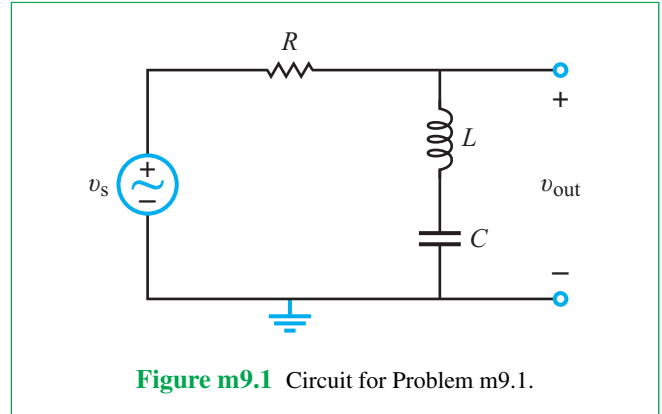 R
+
L
+
−
v_s
v_out
C
−
Figure m9.1 Circuit for Problem m9.1.